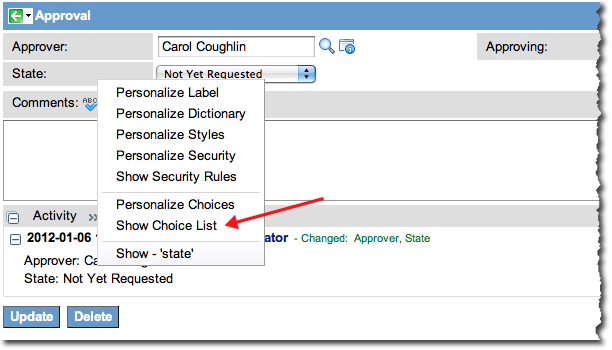 Approval
Approver: Carol Coughlin Approving:
State: Not Yet Requested
Comments: ABC
Personalize Label
Personalize Dictionary
Personalize Styles
Personalize Security
Show Security Rules
Personalize Choices
Show Choice List
Show - 'state'
Activity
2012-01-06 ator - Changed: Approver, State
Approver: Ca
State: Not Yet Requested
Update Delete